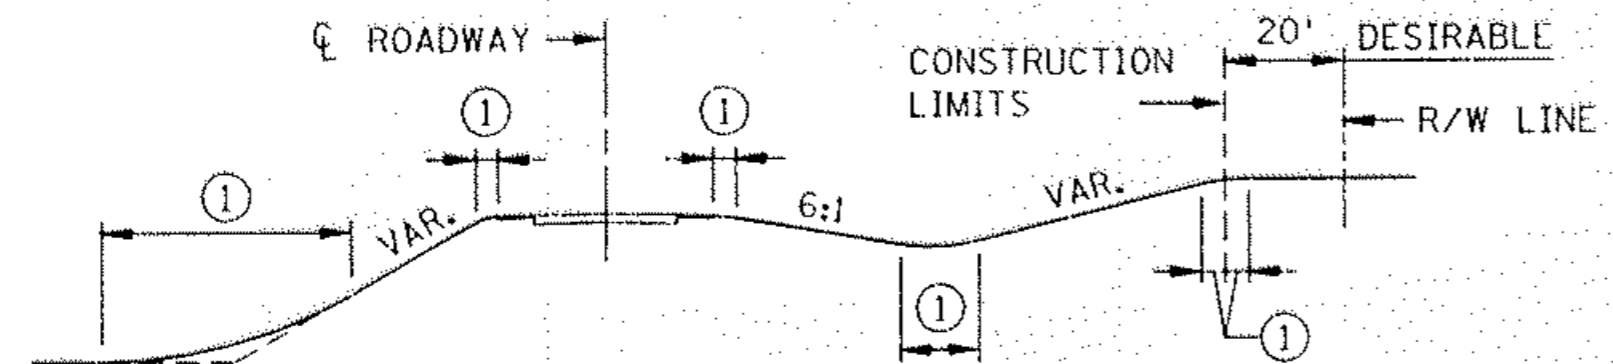 ℄ ROADWAY
CONSTRUCTION
LIMITS
20' DESIRABLE
R/W LINE
1
1
1
VAR.
6:1
VAR.
1
1